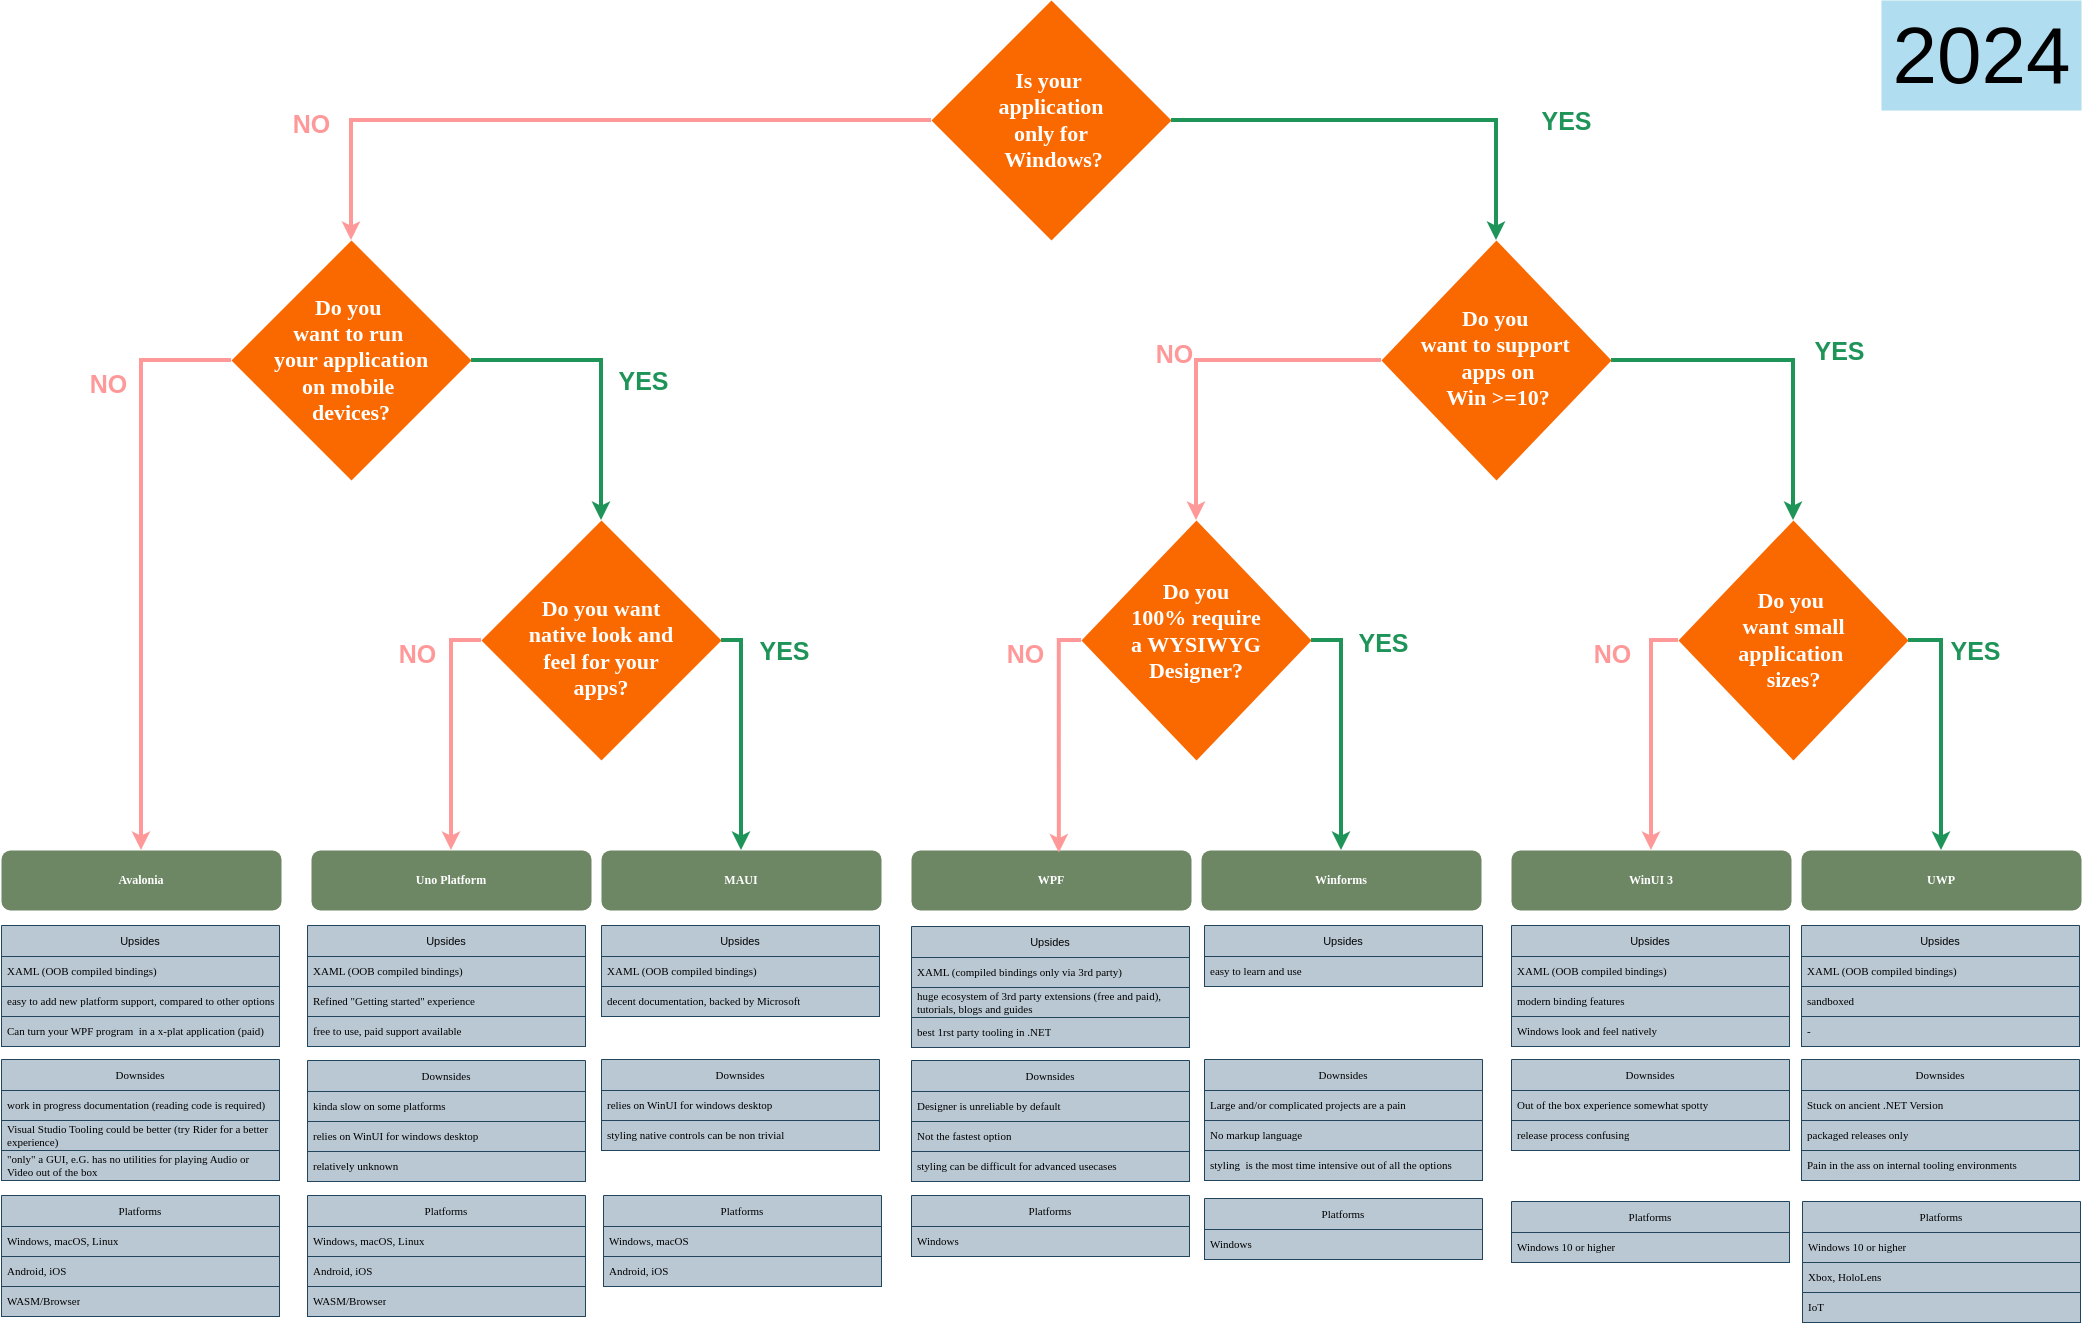 2024
Is your
application
only for
Windows?
NO
YES
Do you
want to run
your application
on mobile
devices?
NO
YES
Do you
want to support
apps on
Win >=10?
NO
YES
Do you want
native look and
feel for your
apps?
NO
YES
Do you
100% require
a WYSIWYG
Designer?
NO
YES
Do you
want small
application
sizes?
NO
YES
Avalonia
Uno Platform
MAUI
WPF
Winforms
WinUI 3
UWP
Upsides
XAML (OOB compiled bindings)
easy to add new platform support, compared to other options
Can turn your WPF program  in a x-plat application (paid)
Downsides
work in progress documentation (reading code is required)
Visual Studio Tooling could be better (try Rider for a better
experience)
"only" a GUI, e.G. has no utilities for playing Audio or
Video out of the box
Platforms
Windows, macOS, Linux
Android, iOS
WASM/Browser
Upsides
XAML (OOB compiled bindings)
Refined "Getting started" experience
free to use, paid support available
Downsides
kinda slow on some platforms
relies on WinUI for windows desktop
relatively unknown
Platforms
Windows, macOS, Linux
Android, iOS
WASM/Browser
Upsides
XAML (OOB compiled bindings)
decent documentation, backed by Microsoft
Downsides
relies on WinUI for windows desktop
styling native controls can be non trivial
Platforms
Windows, macOS
Android, iOS
Upsides
XAML (compiled bindings only via 3rd party)
huge ecosystem of 3rd party extensions (free and paid),
tutorials, blogs and guides
best 1rst party tooling in .NET
Downsides
Designer is unreliable by default
Not the fastest option
styling can be difficult for advanced usecases
Platforms
Windows
Upsides
easy to learn and use
Downsides
Large and/or complicated projects are a pain
No markup language
styling  is the most time intensive out of all the options
Platforms
Windows
Upsides
XAML (OOB compiled bindings)
modern binding features
Windows look and feel natively
Downsides
Out of the box experience somewhat spotty
release process confusing
Platforms
Windows 10 or higher
Upsides
XAML (OOB compiled bindings)
sandboxed
-
Downsides
Stuck on ancient .NET Version
packaged releases only
Pain in the ass on internal tooling environments
Platforms
Windows 10 or higher
Xbox, HoloLens
IoT